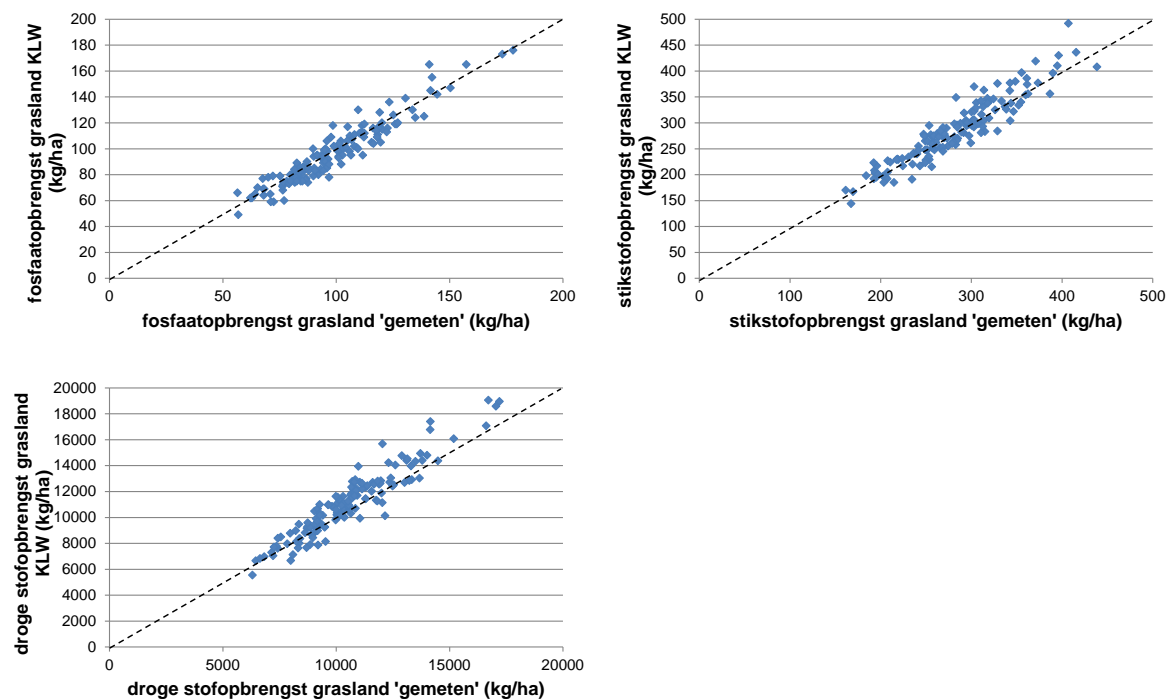 fosfaatopbrengst grasland KLW
(kg/ha)
200
180
160
140
120
100
80
60
40
20
0
0 50 100 150 200
fosfaatopbrengst grasland 'gemeten' (kg/ha)
stikstofopbrengst grasland KLW
(kg/ha)
500
450
400
350
300
250
200
150
100
50
0
0 100 200 300 400 500
stikstofopbrengst grasland 'gemeten' (kg/ha)
droge stofopbrengst grasland
KLW (kg/ha)
20000
18000
16000
14000
12000
10000
8000
6000
4000
2000
0
0 5000 10000 15000 20000
droge stofopbrengst grasland 'gemeten' (kg/ha)